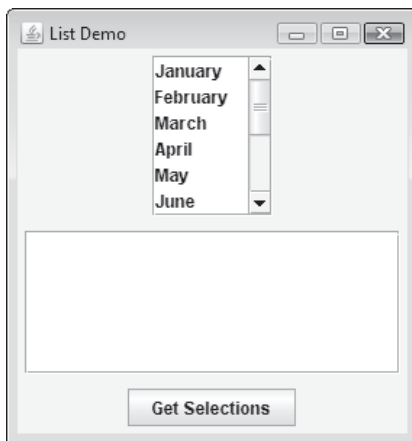 List Demo
January
February
March
April
May
June
Get Selections